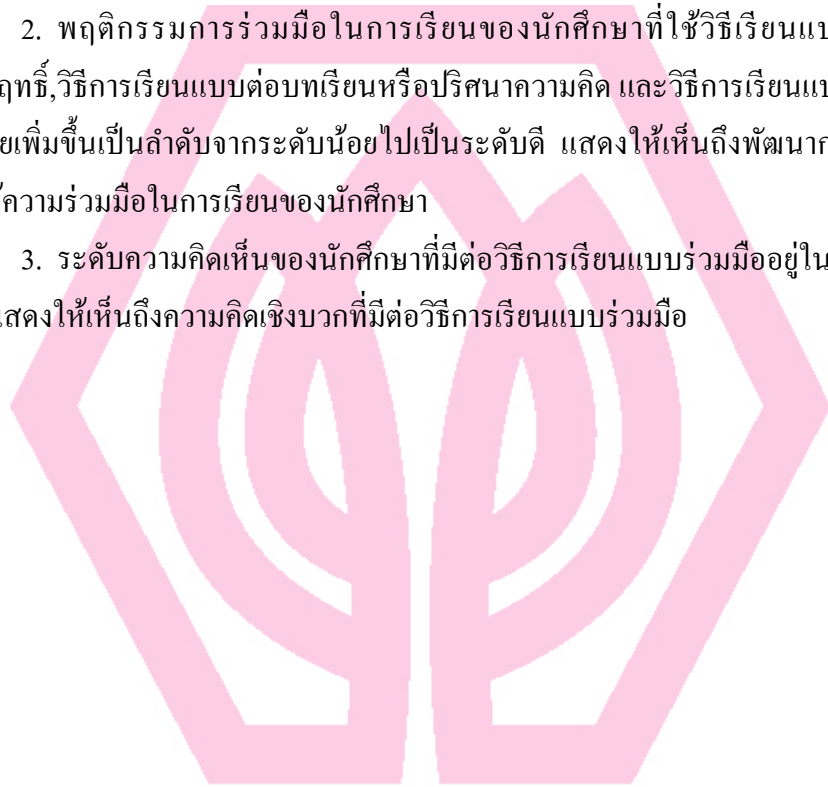 2. พฤติกรรมการร่วมมือในการเรียนของนักศึกษาที่ใช้วิธีเรียนแบ
ฤทธิ์,วิธีการเรียนแบบต่อบทเรียนหรือปริศนาความคิด และวิธีการเรียนแบ
ยเพิ่มขึ้นเป็นลำดับจากระดับน้อยไปเป็นระดับดี แสดงให้เห็นถึงพัฒนาก
ความร่วมมือในการเรียนของนักศึกษา
3. ระดับความคิดเห็นของนักศึกษาที่มีต่อวิธีการเรียนแบบร่วมมืออยู่ใน
แสดงให้เห็นถึงความคิดเชิงบวกที่มีต่อวิธีการเรียนแบบร่วมมือ